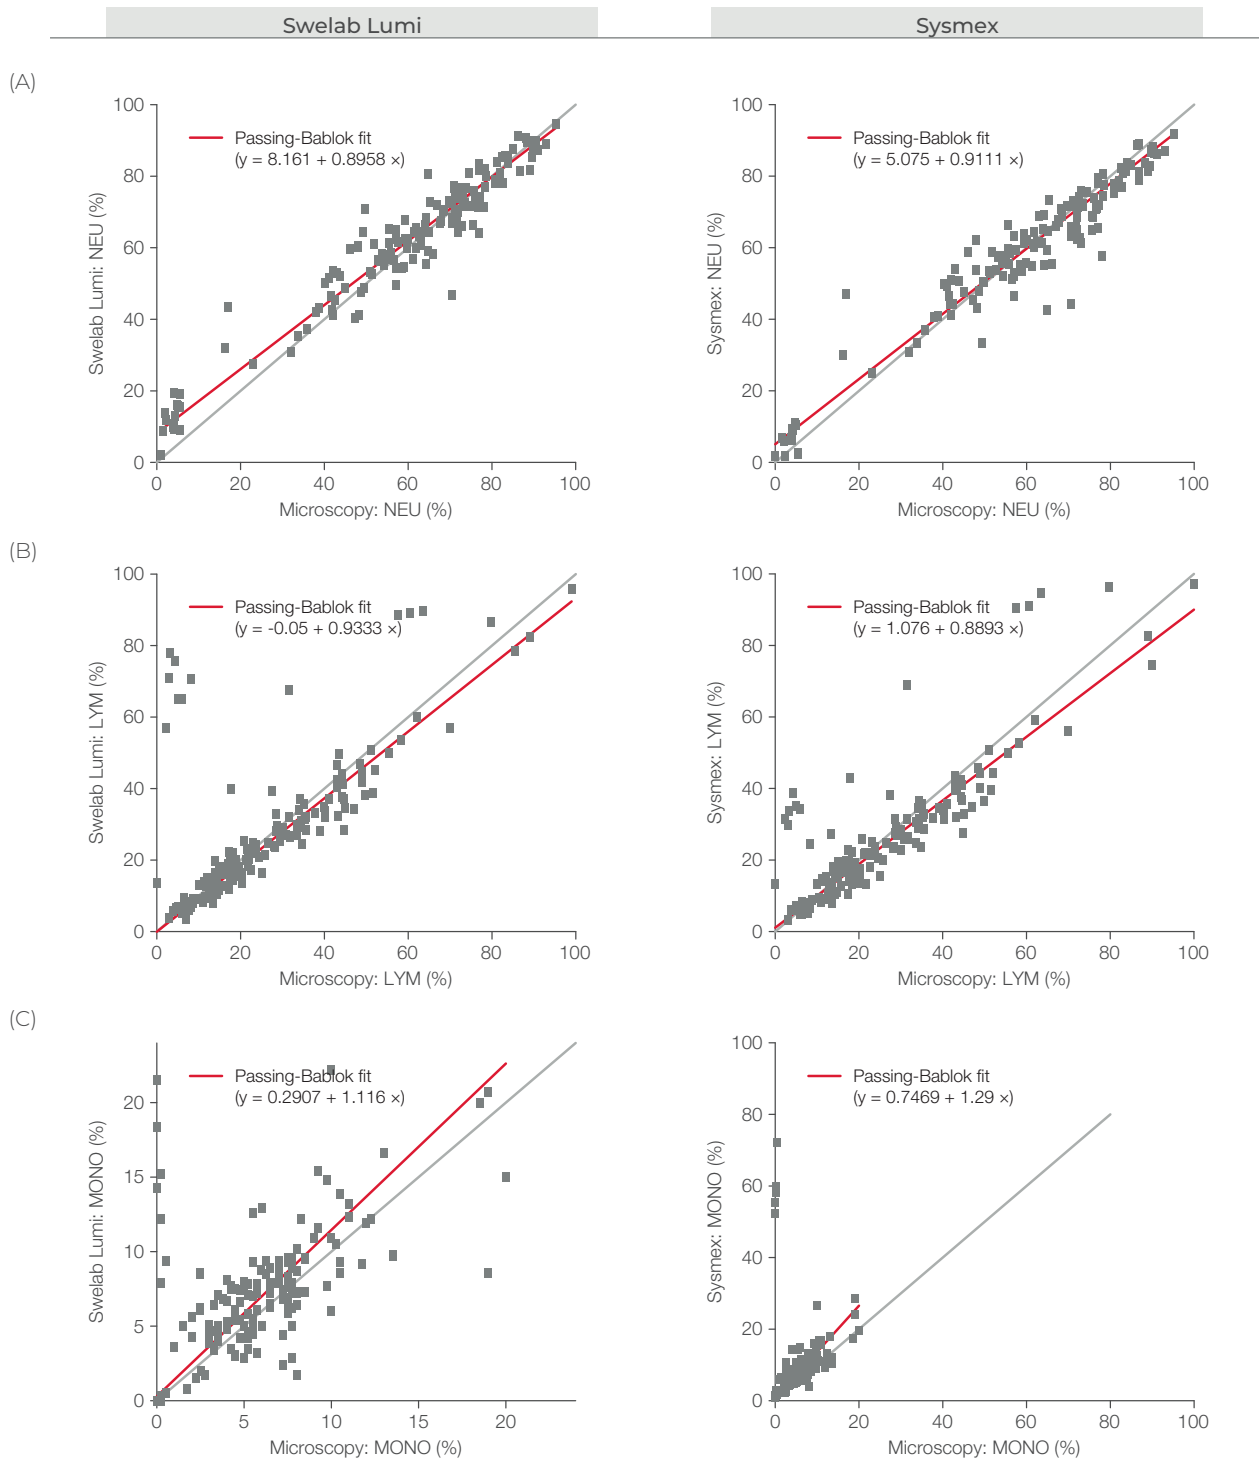 Swelab Lumi
Sysmex
(A)
Swelab Lumi: NEU (%)
100
80
60
40
20
0
Passing-Bablok fit
(y = 8.161 + 0.8958 ×)
0 20 40 60 80 100
Microscopy: NEU (%)
Sysmex: NEU (%)
100
80
60
40
20
0
Passing-Bablok fit
(y = 5.075 + 0.9111 ×)
0 20 40 60 80 100
Microscopy: NEU (%)
(B)
Swelab Lumi: LYM (%)
100
80
60
40
20
0
Passing-Bablok fit
(y = -0.05 + 0.9333 ×)
0 20 40 60 80 100
Microscopy: LYM (%)
Sysmex: LYM (%)
100
80
60
40
20
0
Passing-Bablok fit
(y = 1.076 + 0.8893 ×)
0 20 40 60 80 100
Microscopy: LYM (%)
(C)
Swelab Lumi: MONO (%)
20
15
10
5
0
Passing-Bablok fit
(y = 0.2907 + 1.116 ×)
0 5 10 15 20
Microscopy: MONO (%)
Sysmex: MONO (%)
100
80
60
40
20
0
Passing-Bablok fit
(y = 0.7469 + 1.29 ×)
0 20 40 60 80 100
Microscopy: MONO (%)